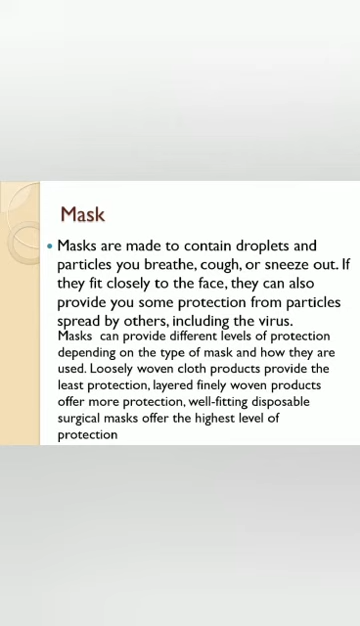 Mask
• Masks are made to contain droplets and
particles you breathe, cough, or sneeze out. If
they fit closely to the face, they can also
provide you some protection from particles
spread by others, including the virus.
Masks can provide different levels of protection
depending on the type of mask and how they are
used. Loosely woven cloth products provide the
least protection, layered finely woven products
offer more protection, well-fitting disposable
surgical masks offer the highest level of
protection